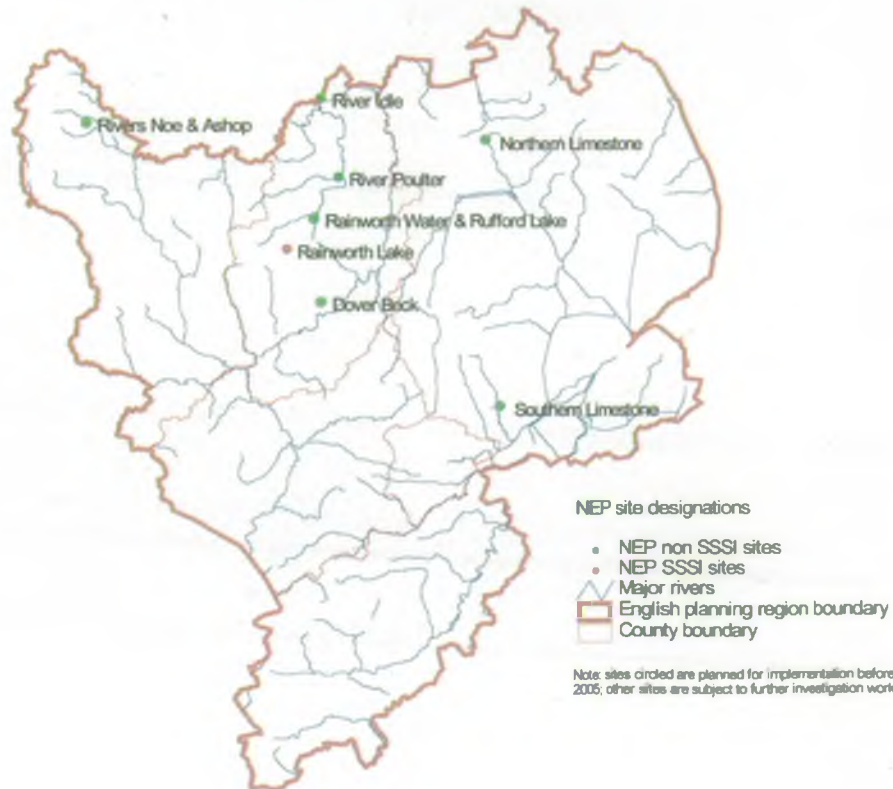 River Idle
Rivers Noe & Ashop
Northern Limestone
River Poulter
Rainworth Water & Rufford Lake
Rainworth Lake
Dover Beck
Southern Limestone
NEP site designations
NEP non SSSI sites
NEP SSSI sites
Major rivers
English planning region boundary
County boundary
Note: sites circled are planned for implementation before
2005; other sites are subject to further investigation work